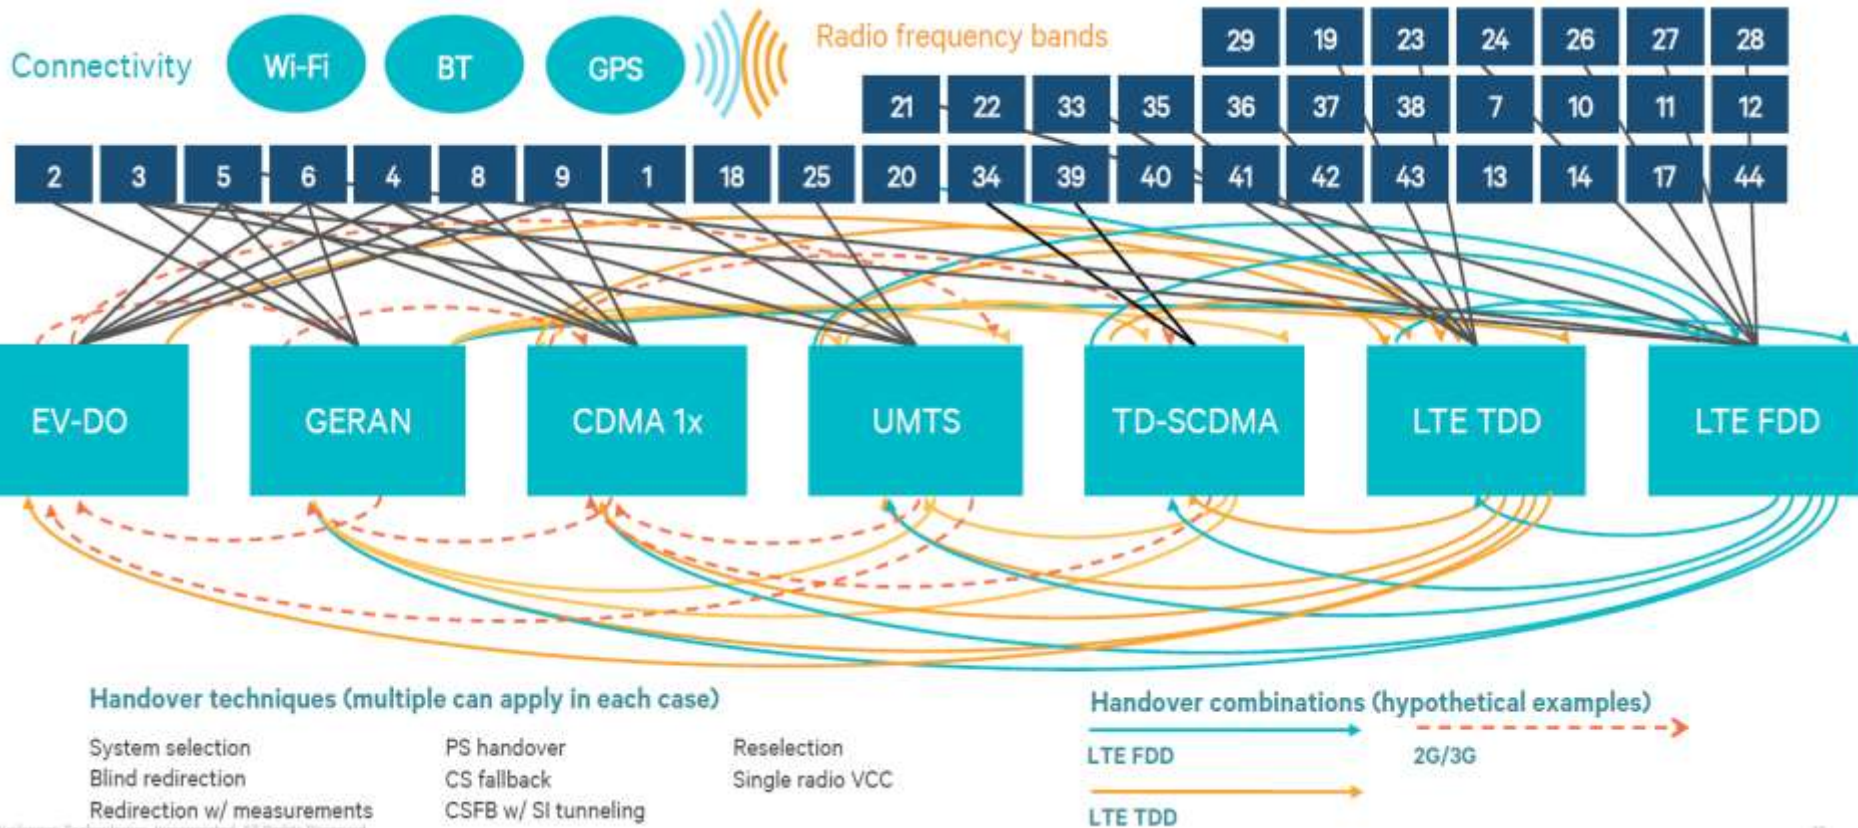 Connectivity
Wi-Fi
BT
GPS
Radio frequency bands
29 19 23 24 26 27 28
21 22 33 35 36 37 38 7 10 11 12
2 3 5 6 4 8 9 1 18 25 20 34 39 40 41 42 43 13 14 17 44
EV-DO
GERAN
CDMA 1x
UMTS
TD-SCDMA
LTE TDD
LTE FDD
Handover techniques (multiple can apply in each case)
System selection
Blind redirection
Redirection w/ measurements
PS handover
CS fallback
CSFB w/ SI tunneling
Reselection
Single radio VCC
Handover combinations (hypothetical examples)
LTE FDD
2G/3G
LTE TDD